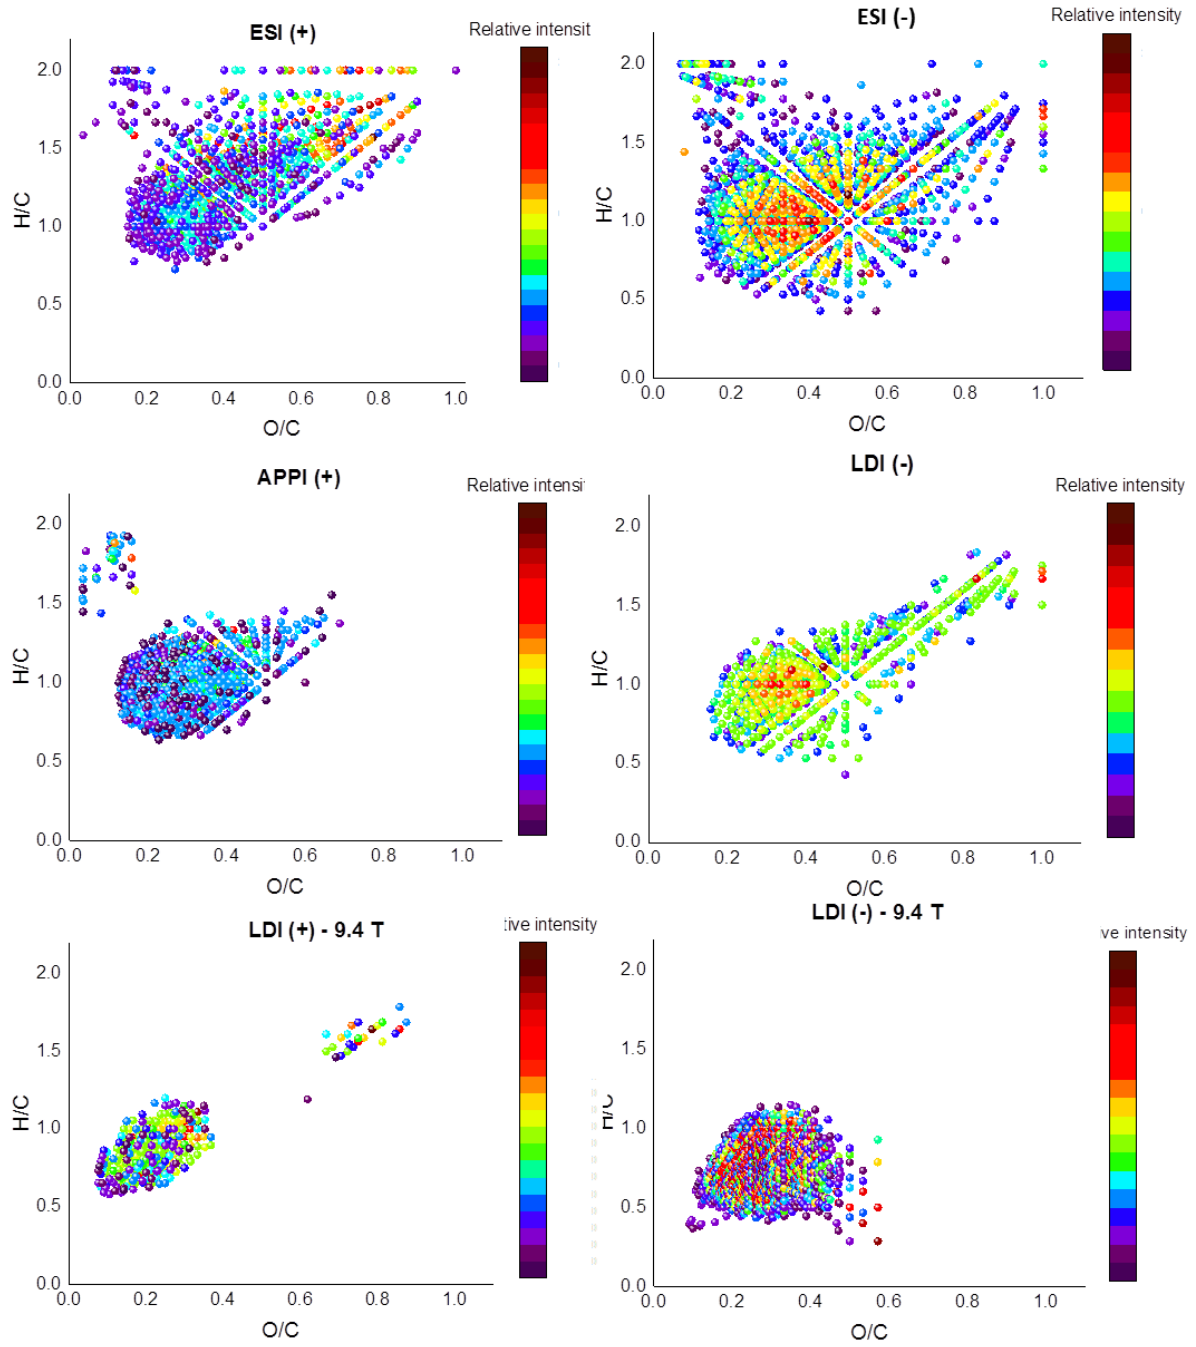 ESI (+)
Relative intensit
2.0
1.5
H/C
1.0
0.5
0.0
0.0 0.2 0.4 0.6 0.8 1.0
O/C
ESI (-)
Relative intensity
2.0
1.5
H/C
1.0
0.5
0.0
0.0 0.2 0.4 0.6 0.8 1.0
O/C
APPI (+)
Relative intensi
2.0
1.5
H/C
1.0
0.5
0.0
0.0 0.2 0.4 0.6 0.8 1.0
O/C
LDI (-)
Relative intensity
2.0
1.5
H/C
1.0
0.5
0.0
0.0 0.2 0.4 0.6 0.8 1.0
O/C
LDI (+) - 9.4 T
tive intensity
2.0
1.5
H/C
1.0
0.5
0.0
0.0 0.2 0.4 0.6 0.8 1.0
O/C
LDI (-) - 9.4 T
ve intensity
2.0
1.5
H/C
1.0
0.5
0.0
0.0 0.2 0.4 0.6 0.8 1.0
O/C